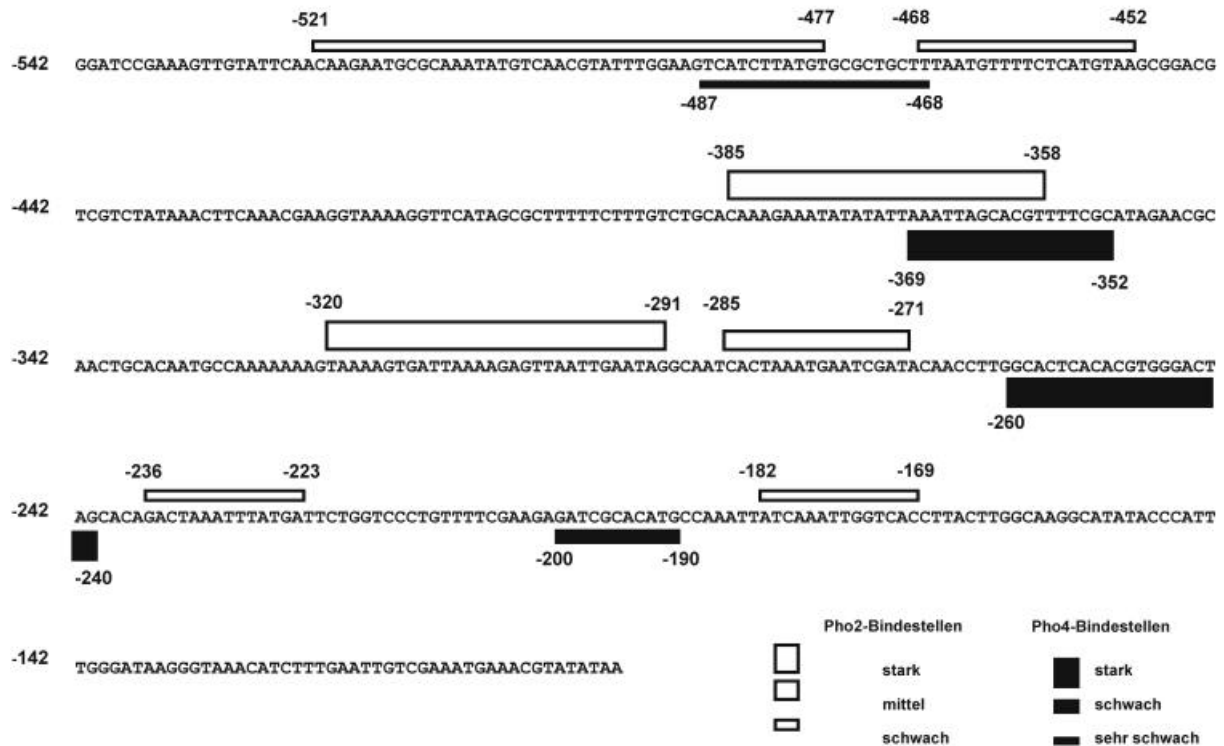 -521 -477 -468 -452
-542 GGATCCGAAAGTTGTATTCAACAAGAATGCGCAAATATGTCAACGTATTTGGAAGTCATCTTATGTGCGCTGCTTTAATGTTTTCTCATGTAAGCGGACG
-487 -468
-385 -358
-442 TCGTCTATAAACTTCAAACGAAGGTAAAAGGTTCATAGCGCTTTTTCTTTGTCTGCACAAAGAAATATATATTAAATTAGCACGTTTTCGCATAGAACGC
-369 -352
-320 -291 -285 -271
-342 AACTGCACAATGCCAAAAAAAGTAAAAGTGATTAAAAGAGTTAATTGAATAGGCAATCACTAAATGAATCGATACAACCTTGGCACTCACACGTGGGACT
-260
-236 -223 -182 -169
-242 AGCACAGACTAAATTTATGATTCTGGTCCCTGTTTTCGAAGAGATCGCACATGCCAAATTATCAAATTGGTCACCTTACTTGGCAAGGCATATACCCATT
-240 -200 -190
Pho2-Bindestellen Pho4-Bindestellen
-142 TGGGATAAGGGTAAACATCTTTGAATTGTCGAAATGAAACGTATATAA
stark stark
mittel schwach
schwach sehr schwach